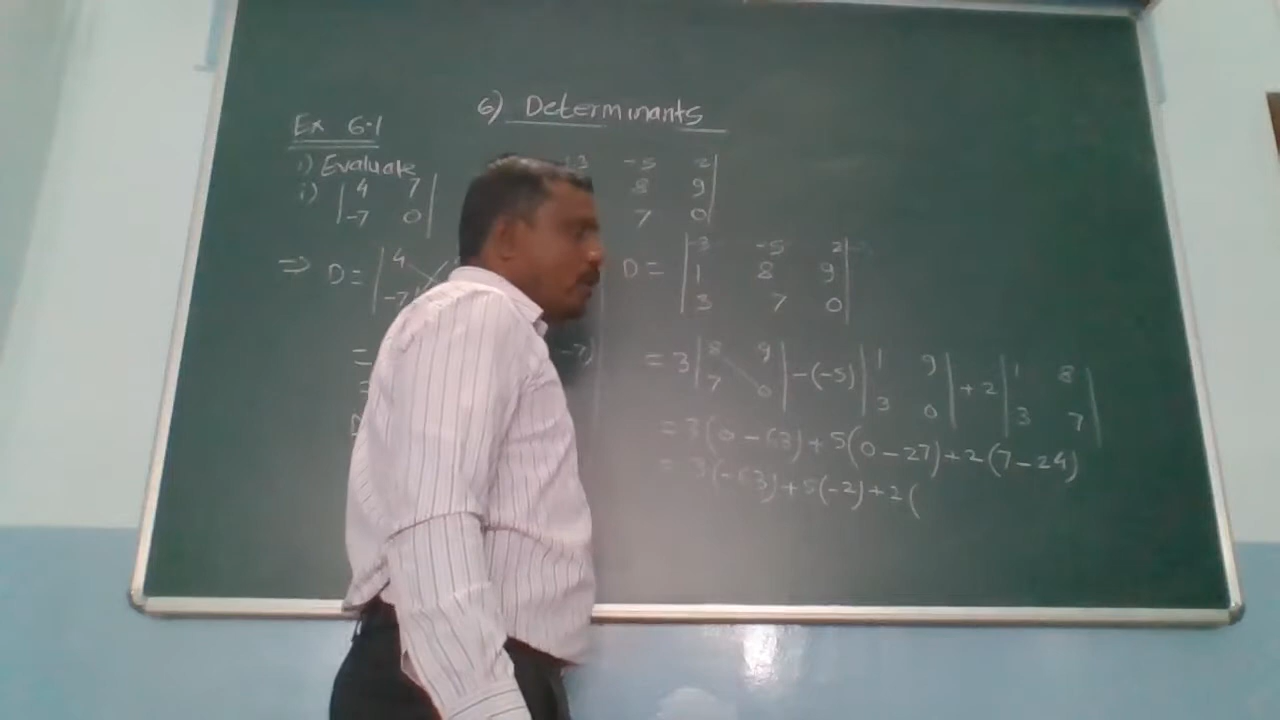 6) Determinants
Ex 6.1
1) Evaluate
i) | 4 7 |
| -7 0 |
3 -5 2 |
8 9
7 0 |
⇒ D = | 4
| -7
=
-7)
D = | 3 -5 2 |
| 1 8 9 |
| 3 7 0 |
= 3 | 8 9 | - (-5) | 1 9 | + 2 | 1 8 |
| 7 0 | | 3 0 | | 3 7 |
= 3 (0 - 63) + 5 (0 - 27) + 2 (7 - 24)
= 3 (-63) + 5 (-2) + 2 (